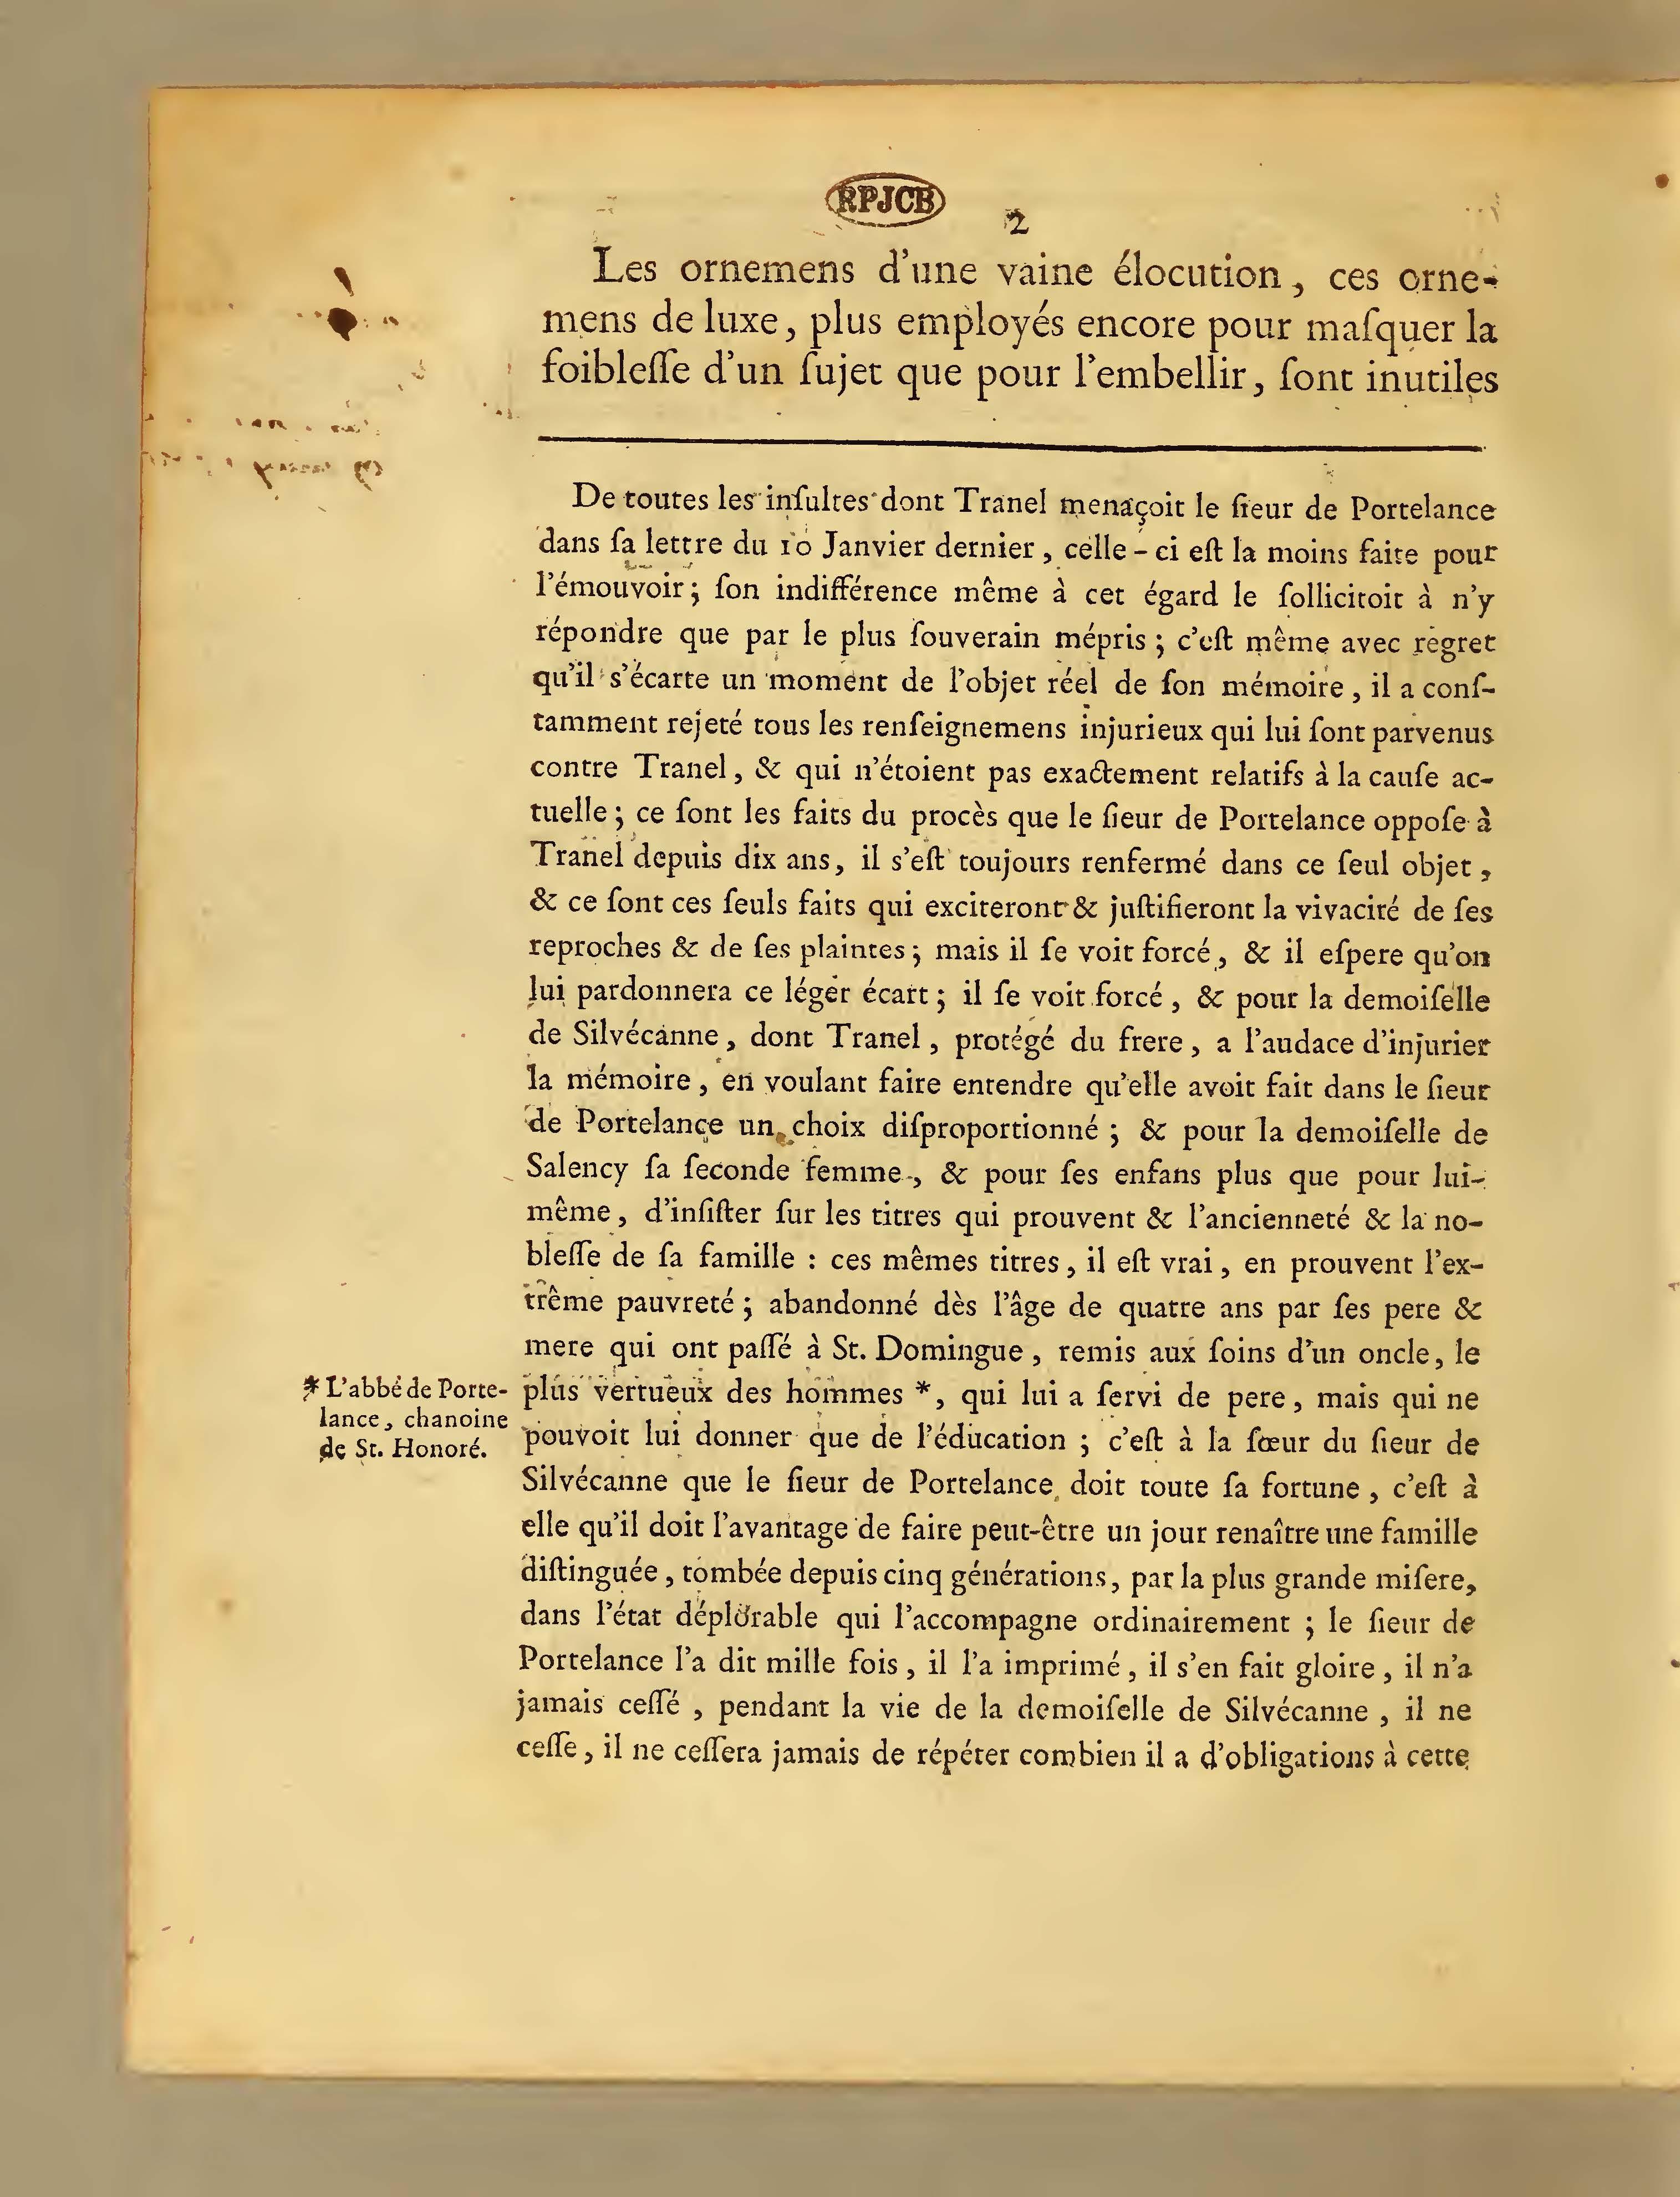 RPJCB
2
Les ornemens d'une vaine élocution, ces orne-
mens de luxe, plus employés encore pour maſquer la
foibleſſe d'un ſujet que pour l'embellir, ſont inutiles
De toutes les inſultes dont Tranel menaçoit le ſieur de Portelance
dans ſa lettre du 10 Janvier dernier, celle-ci eſt la moins faite pour
l'émouvoir; ſon indifférence même à cet égard le ſollicitoit à n'y
répondre que par le plus ſouverain mépris; c'eſt même avec regret
qu'il s'écarte un moment de l'objet réel de ſon mémoire, il a conſ-
tamment rejeté tous les renſeignemens injurieux qui lui ſont parvenus
contre Tranel, & qui n'étoient pas exactement relatifs à la cauſe ac-
tuelle; ce ſont les faits du procès que le ſieur de Portelance oppoſe à
Tranel depuis dix ans, il s'eſt toujours renfermé dans ce ſeul objet,
& ce ſont ces ſeuls faits qui exciteront & juſtifieront la vivacité de ſes
reproches & de ſes plaintes; mais il ſe voit forcé, & il eſpere qu'on
lui pardonnera ce léger écart; il ſe voit forcé, & pour la demoiſelle
de Silvécanne, dont Tranel, protégé du frere, a l'audace d'injurier
la mémoire, en voulant faire entendre qu'elle avoit fait dans le ſieur
de Portelance un choix diſproportionné; & pour la demoiſelle de
Salency ſa ſeconde femme, & pour ſes enfans plus que pour lui-
même, d'inſiſter ſur les titres qui prouvent & l'ancienneté & la no-
bleſſe de ſa famille : ces mêmes titres, il eſt vrai, en prouvent l'ex-
trême pauvreté; abandonné dès l'âge de quatre ans par ſes pere &
mere qui ont paſſé à St. Domingue, remis aux ſoins d'un oncle, le
plus vertueux des hommes *, qui lui a ſervi de pere, mais qui ne
pouvoit lui donner que de l'éducation; c'eſt à la ſœur du ſieur de
Silvécanne que le ſieur de Portelance doit toute ſa fortune, c'eſt à
elle qu'il doit l'avantage de faire peut-être un jour renaître une famille
diſtinguée, tombée depuis cinq générations, par la plus grande miſere,
dans l'état déplorable qui l'accompagne ordinairement; le ſieur de
Portelance l'a dit mille fois, il l'a imprimé, il s'en fait gloire, il n'a
jamais ceſſé, pendant la vie de la demoiſelle de Silvécanne, il ne
ceſſe, il ne ceſſera jamais de répéter combien il a d'obligations à cette
* L'abbé de Porte-
lance, chanoine
de St. Honoré.